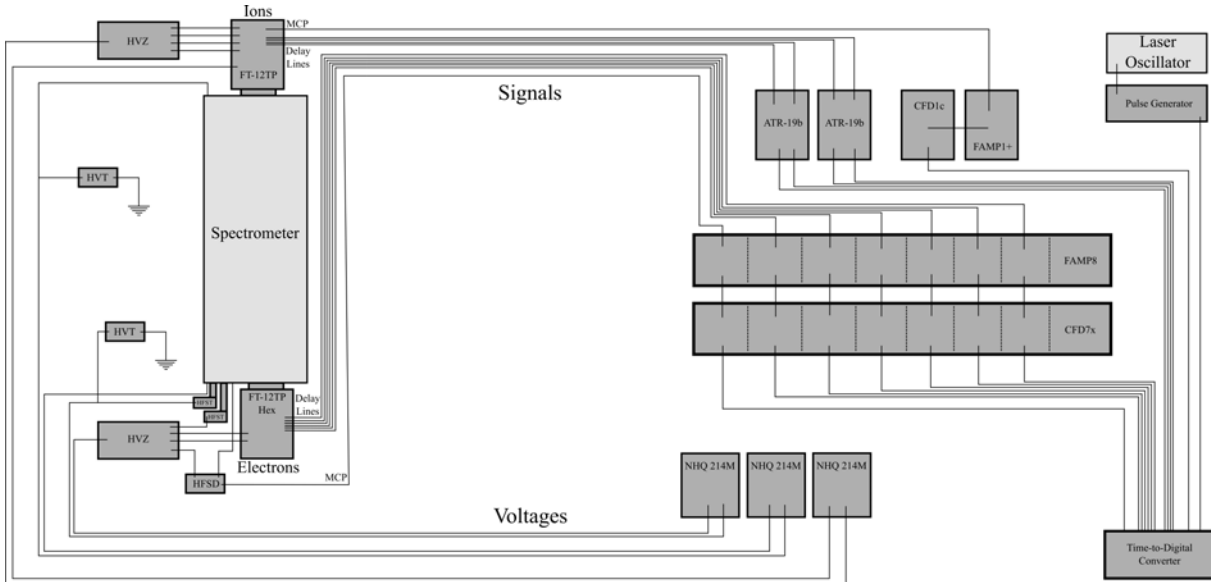 Ions
MCP
HVZ
Delay
Lines
FT-12TP
Signals
Laser
Oscillator
Pulse Generator
ATR-19b
ATR-19b
CFD1c
FAMP1+
HVT
Spectrometer
FAMP8
HVT
CFD7x
HFST
HFST
FT-12TP
Hex
Delay
Lines
HVZ
Electrons
HFSD
MCP
NHQ 214M
NHQ 214M
NHQ 214M
Voltages
Time-to-Digital
Converter